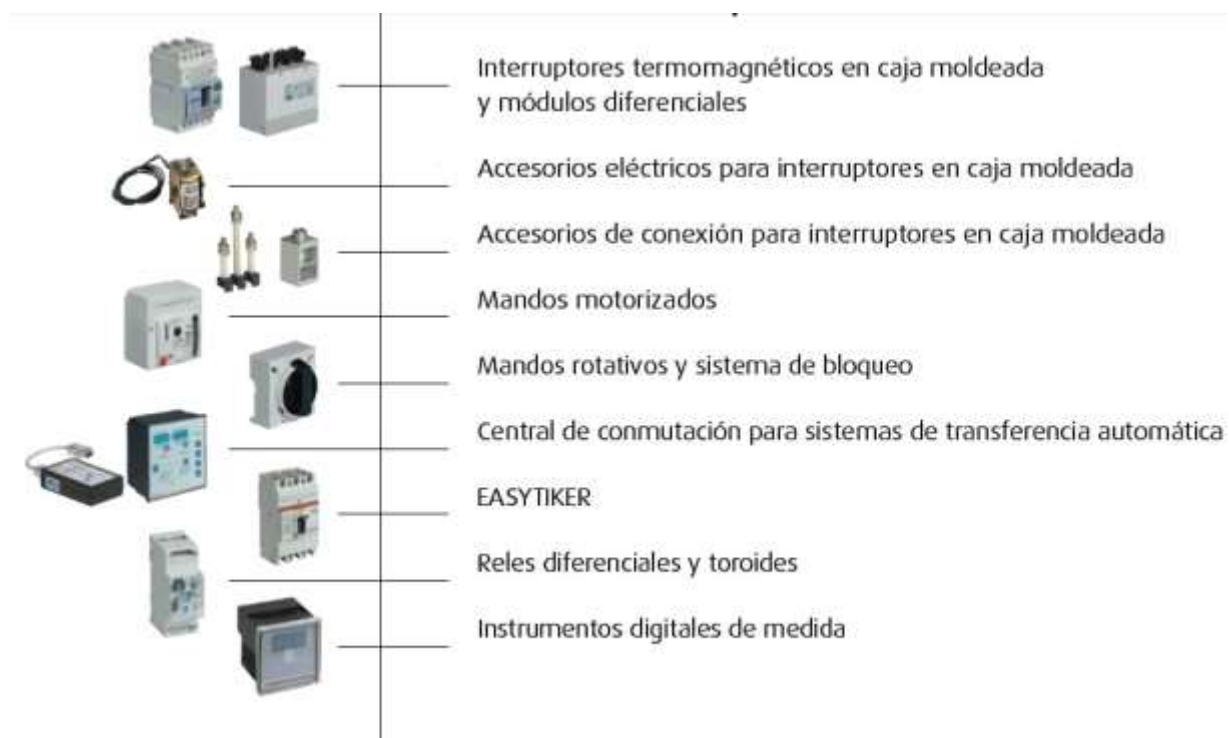 Interruptores termomagnéticos en caja moldeada
y módulos diferenciales
Accesorios eléctricos para interruptores en caja moldeada
Accesorios de conexión para interruptores en caja moldeada
Mandos motorizados
Mandos rotativos y sistema de bloqueo
Central de conmutación para sistemas de transferencia automática
EASYTIKER
Reles diferenciales y toroides
Instrumentos digitales de medida